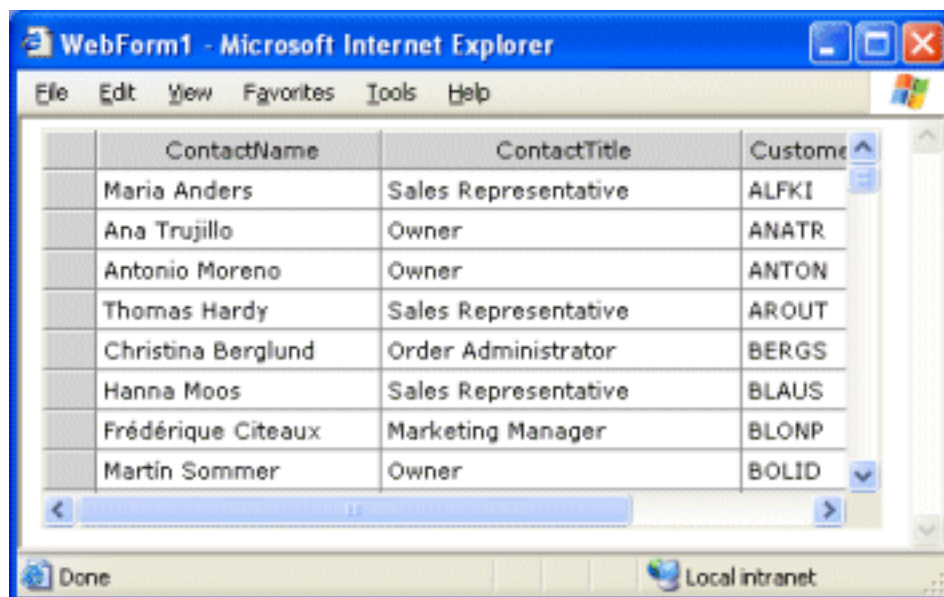 WebForm1 - Microsoft Internet Explorer
File Edit View Favorites Tools Help
ContactName ContactTitle Custome
Maria Anders Sales Representative ALFKI
Ana Trujillo Owner ANATR
Antonio Moreno Owner ANTON
Thomas Hardy Sales Representative AROUT
Christina Berglund Order Administrator BERGS
Hanna Moos Sales Representative BLAUS
Frédérique Citeaux Marketing Manager BLONP
Martín Sommer Owner BOLID
Done Local intranet